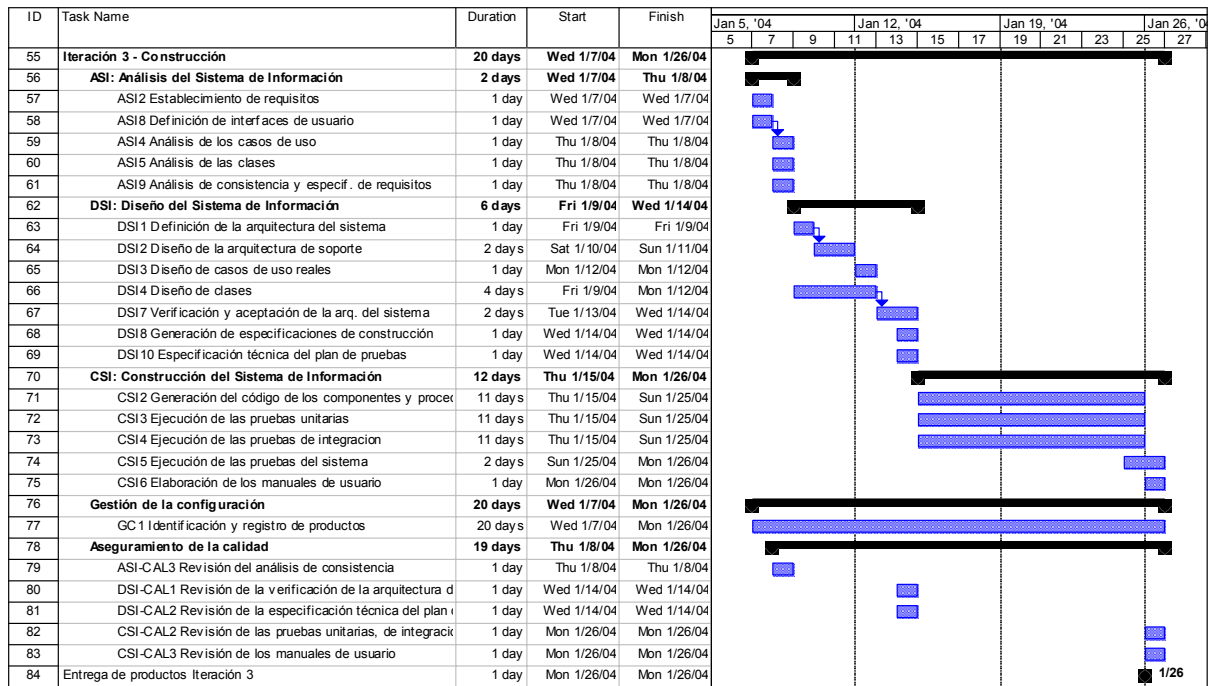 ID Task Name Duration Start Finish Jan 5, '04 Jan 12, '04 Jan 19, '04 Jan 26, '04
5 7 9 11 13 15 17 19 21 23 25 27
55 Iteración 3 - Construcción 20 days Wed 1/7/04 Mon 1/26/04
56 ASI: Análisis del Sistema de Información 2 days Wed 1/7/04 Thu 1/8/04
57 ASI2 Establecimiento de requisitos 1 day Wed 1/7/04 Wed 1/7/04
58 ASI8 Definición de interfaces de usuario 1 day Wed 1/7/04 Wed 1/7/04
59 ASI4 Análisis de los casos de uso 1 day Thu 1/8/04 Thu 1/8/04
60 ASI5 Análisis de las clases 1 day Thu 1/8/04 Thu 1/8/04
61 ASI9 Análisis de consistencia y especif. de requisitos 1 day Thu 1/8/04 Thu 1/8/04
62 DSI: Diseño del Sistema de Información 6 days Fri 1/9/04 Wed 1/14/04
63 DSI1 Definición de la arquitectura del sistema 1 day Fri 1/9/04 Fri 1/9/04
64 DSI2 Diseño de la arquitectura de soporte 2 days Sat 1/10/04 Sun 1/11/04
65 DSI3 Diseño de casos de uso reales 1 day Mon 1/12/04 Mon 1/12/04
66 DSI4 Diseño de clases 4 days Fri 1/9/04 Mon 1/12/04
67 DSI7 Verificación y aceptación de la arq. del sistema 2 days Tue 1/13/04 Wed 1/14/04
68 DSI8 Generación de especificaciones de construcción 1 day Wed 1/14/04 Wed 1/14/04
69 DSI10 Especificación técnica del plan de pruebas 1 day Wed 1/14/04 Wed 1/14/04
70 CSI: Construcción del Sistema de Información 12 days Thu 1/15/04 Mon 1/26/04
71 CSI2 Generación del código de los componentes y proced 11 days Thu 1/15/04 Sun 1/25/04
72 CSI3 Ejecución de las pruebas unitarias 11 days Thu 1/15/04 Sun 1/25/04
73 CSI4 Ejecución de las pruebas de integracion 11 days Thu 1/15/04 Sun 1/25/04
74 CSI5 Ejecución de las pruebas del sistema 2 days Sun 1/25/04 Mon 1/26/04
75 CSI6 Elaboración de los manuales de usuario 1 day Mon 1/26/04 Mon 1/26/04
76 Gestión de la configuración 20 days Wed 1/7/04 Mon 1/26/04
77 GC1 Identificación y registro de productos 20 days Wed 1/7/04 Mon 1/26/04
78 Aseguramiento de la calidad 19 days Thu 1/8/04 Mon 1/26/04
79 ASI-CAL3 Revisión del análisis de consistencia 1 day Thu 1/8/04 Thu 1/8/04
80 DSI-CAL1 Revisión de la verificación de la arquitectura d 1 day Wed 1/14/04 Wed 1/14/04
81 DSI-CAL2 Revisión de la especificación técnica del plan 1 day Wed 1/14/04 Wed 1/14/04
82 CSI-CAL2 Revisión de las pruebas unitarias, de integració 1 day Mon 1/26/04 Mon 1/26/04
83 CSI-CAL3 Revisión de los manuales de usuario 1 day Mon 1/26/04 Mon 1/26/04
84 Entrega de productos Iteración 3 1 day Mon 1/26/04 Mon 1/26/04 1/26